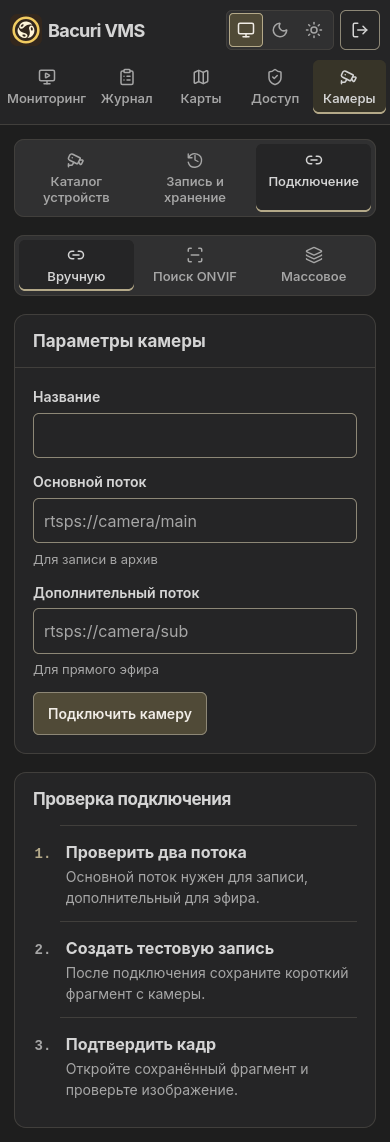 Bacuri VMS
Мониторинг Журнал Карты Доступ Камеры
Каталог устройств
Запись и хранение
Подключение
Вручную Поиск ONVIF Массовое
Параметры камеры
Название
Основной поток
rtsps://camera/main
Для записи в архив
Дополнительный поток
rtsps://camera/sub
Для прямого эфира
Подключить камеру
Проверка подключения
1. Проверить два потока
Основной поток нужен для записи,
дополнительный для эфира.
2. Создать тестовую запись
После подключения сохраните короткий
фрагмент с камеры.
3. Подтвердить кадр
Откройте сохранённый фрагмент и
проверьте изображение.